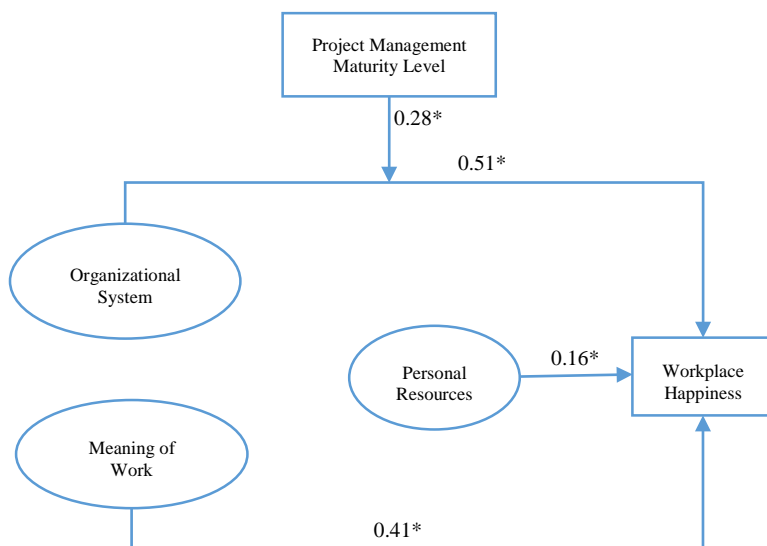 Project Management
Maturity Level
0.28*
0.51*
Organizational
System
Personal
Resources
0.16*
Workplace
Happiness
Meaning of
Work
0.41*